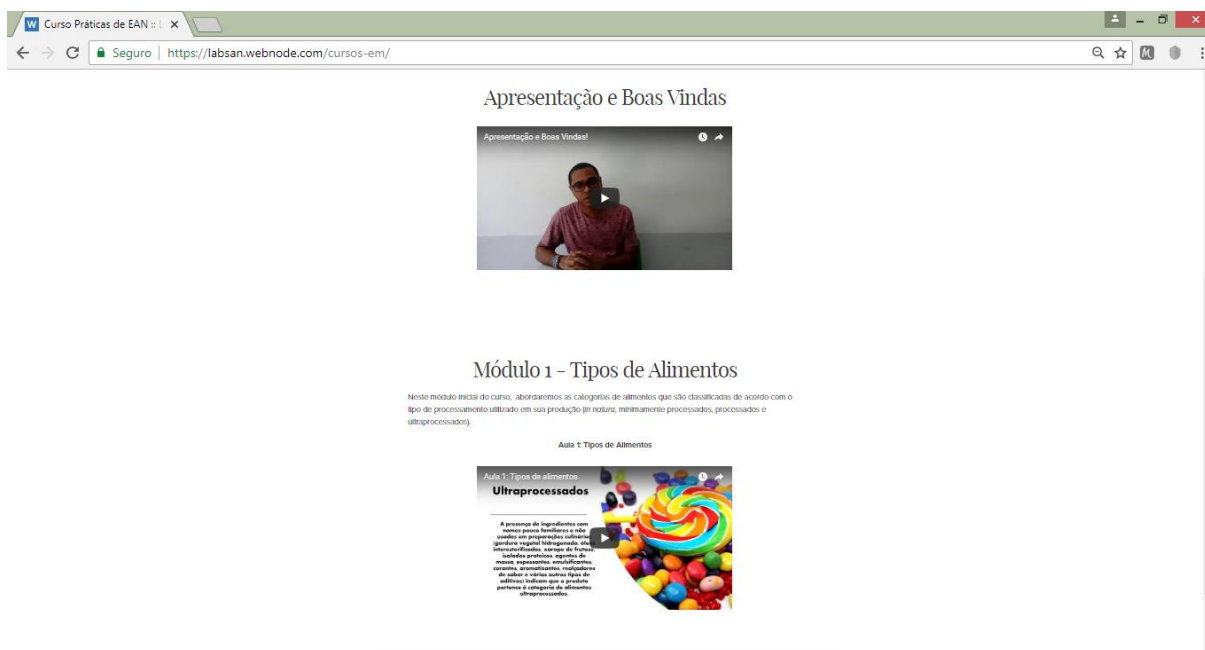 Curso Práticas de EAN ::
Seguro | https://labsan.webnode.com/cursos-em/
Apresentação e Boas Vindas
Apresentação e Boas Vindas!
Módulo 1 - Tipos de Alimentos
Neste módulo inicial do curso, abordaremos as categorias de alimentos que são classificadas de acordo com o
tipo de processamento utilizado em sua produção (in natura, minimamente processados, processados e
ultraprocessados).
Aula 1: Tipos de Alimentos
Aula 1: Tipos de alimentos
Ultraprocessados
A presença de ingredientes com
nomes pouco familiares e não
usados em preparações culinárias
(gordura vegetal hidrogenada, óleos
interesterificados, xarope de frutose,
isolados proteicos, agentes de
massa, espessantes, emulsificantes,
corantes, aromatizantes, realçadores
de sabor e vários outros tipos de
aditivos) indicam que o produto
pertence à categoria de alimentos
ultraprocessados.